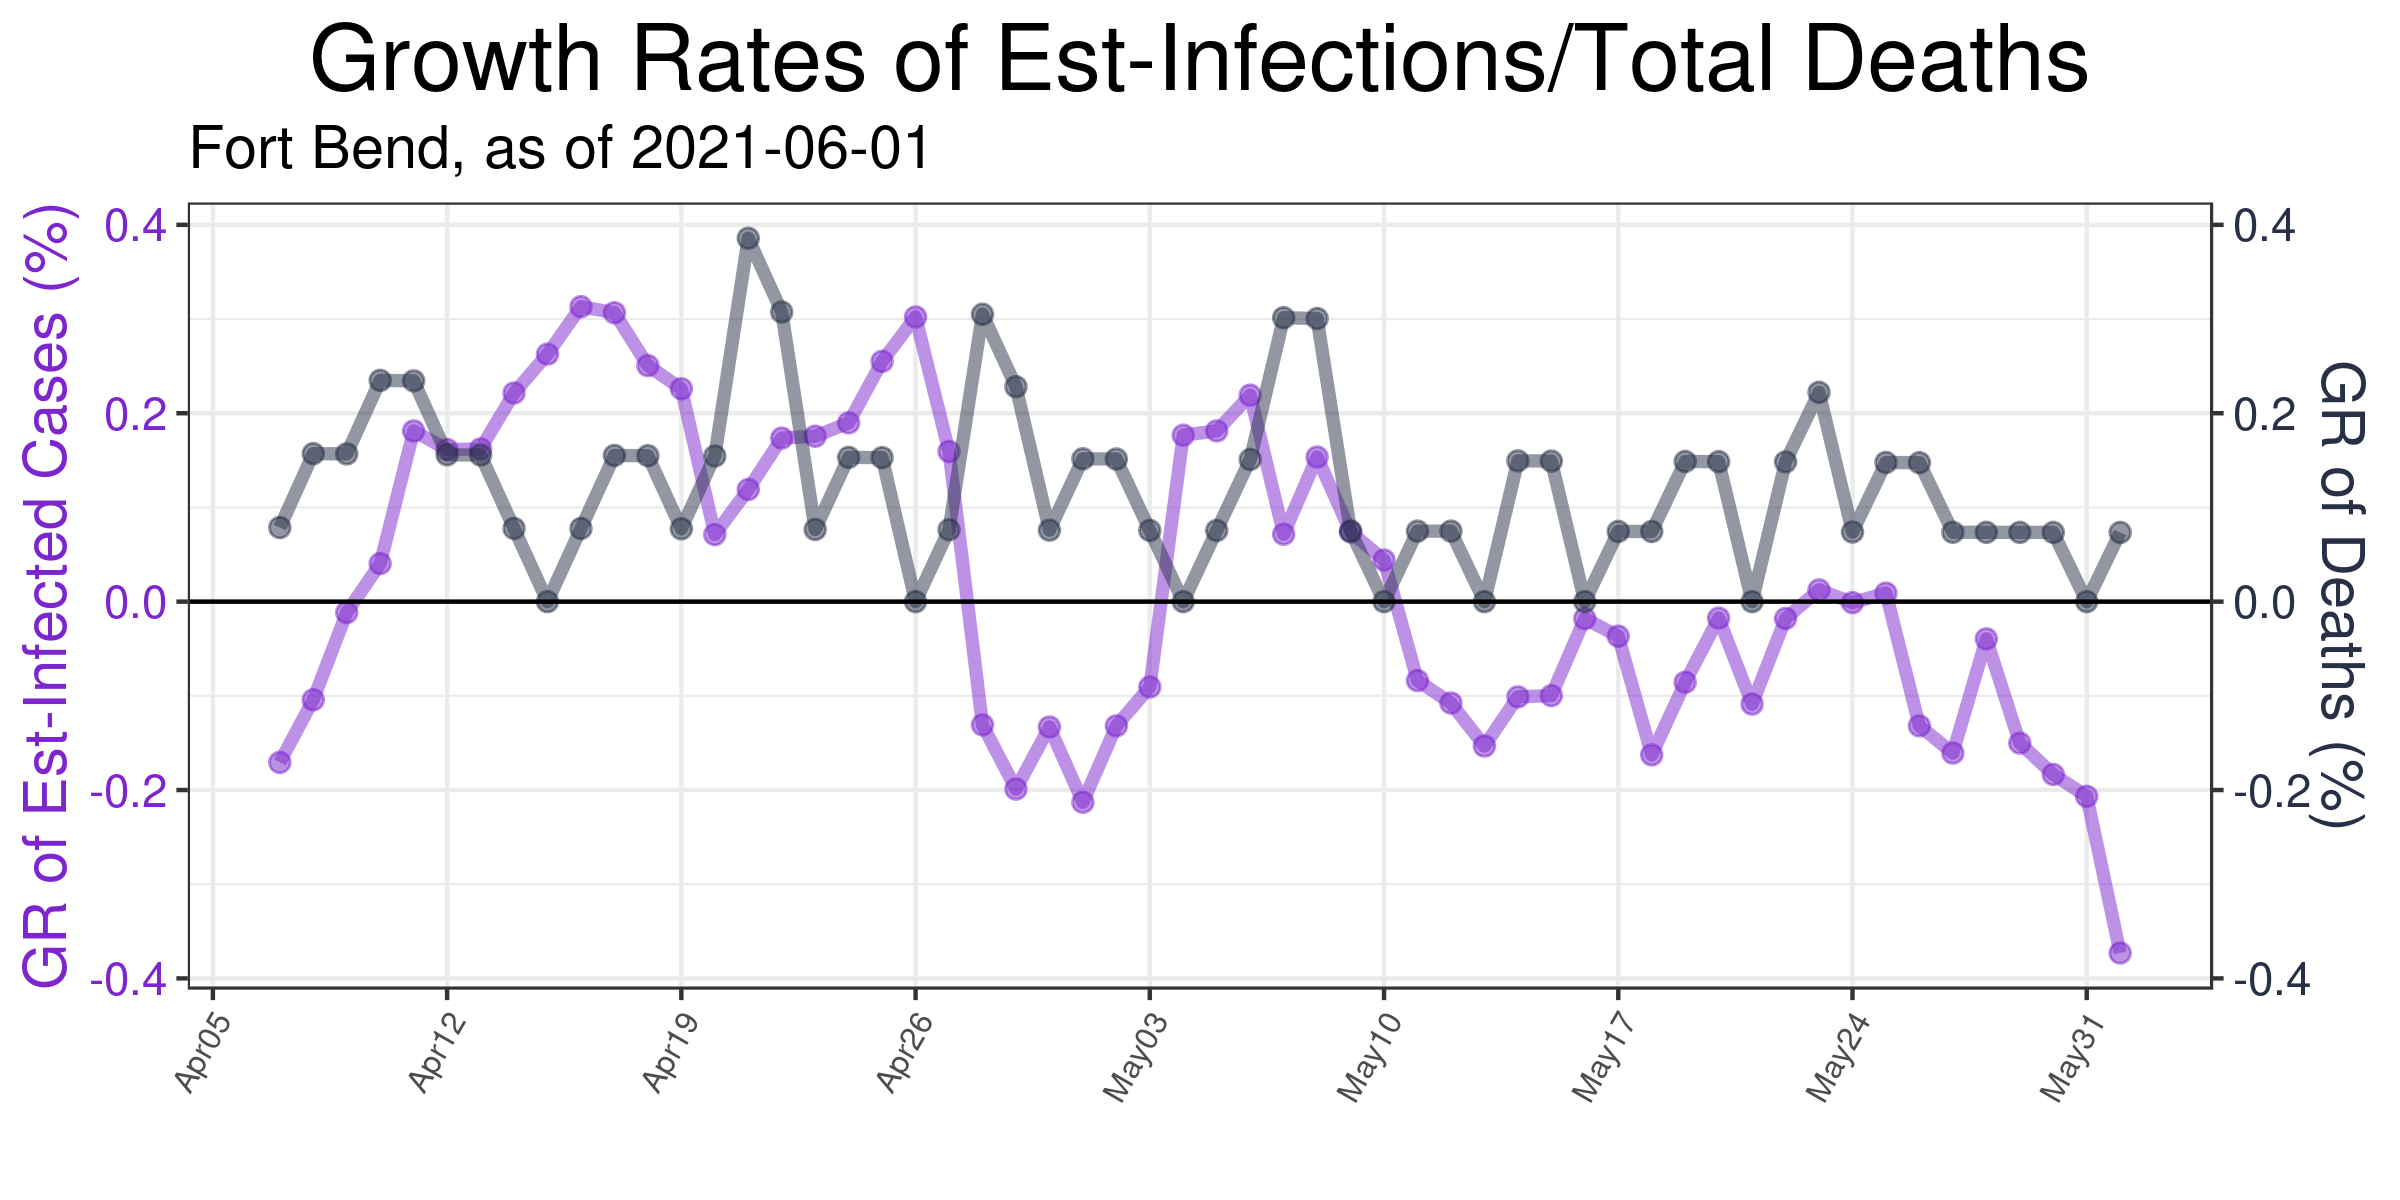 Growth Rates of Est-Infections/Total Deaths
Fort Bend, as of 2021-06-01
GR of Est-Infected Cases (%)
0.4
0.2
0.0
-0.2
-0.4
0.4
0.2
0.0
-0.2
-0.4
GR of Deaths (%)
Apr05
Apr12
Apr19
Apr26
May03
May10
May17
May24
May31